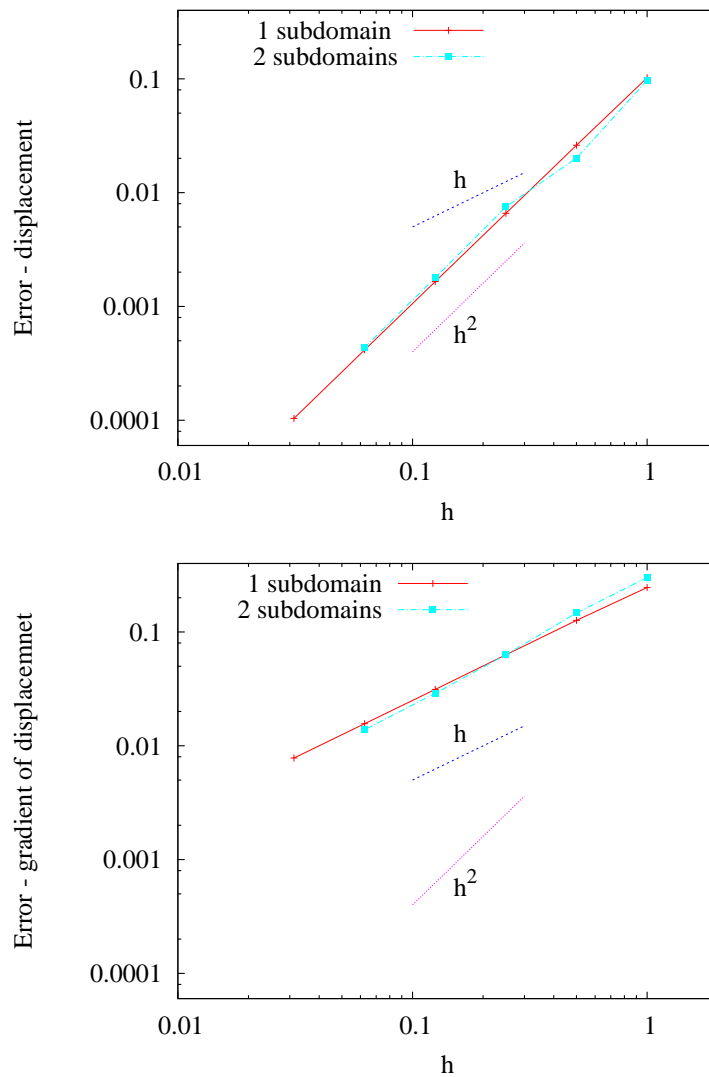 1 subdomain
2 subdomains
0.1
0.01
0.001
0.0001
Error - displacement
h
h²
0.01
0.1
1
h
1 subdomain
2 subdomains
0.1
0.01
0.001
0.0001
Error - gradient of displacemnet
h
h²
0.01
0.1
1
h